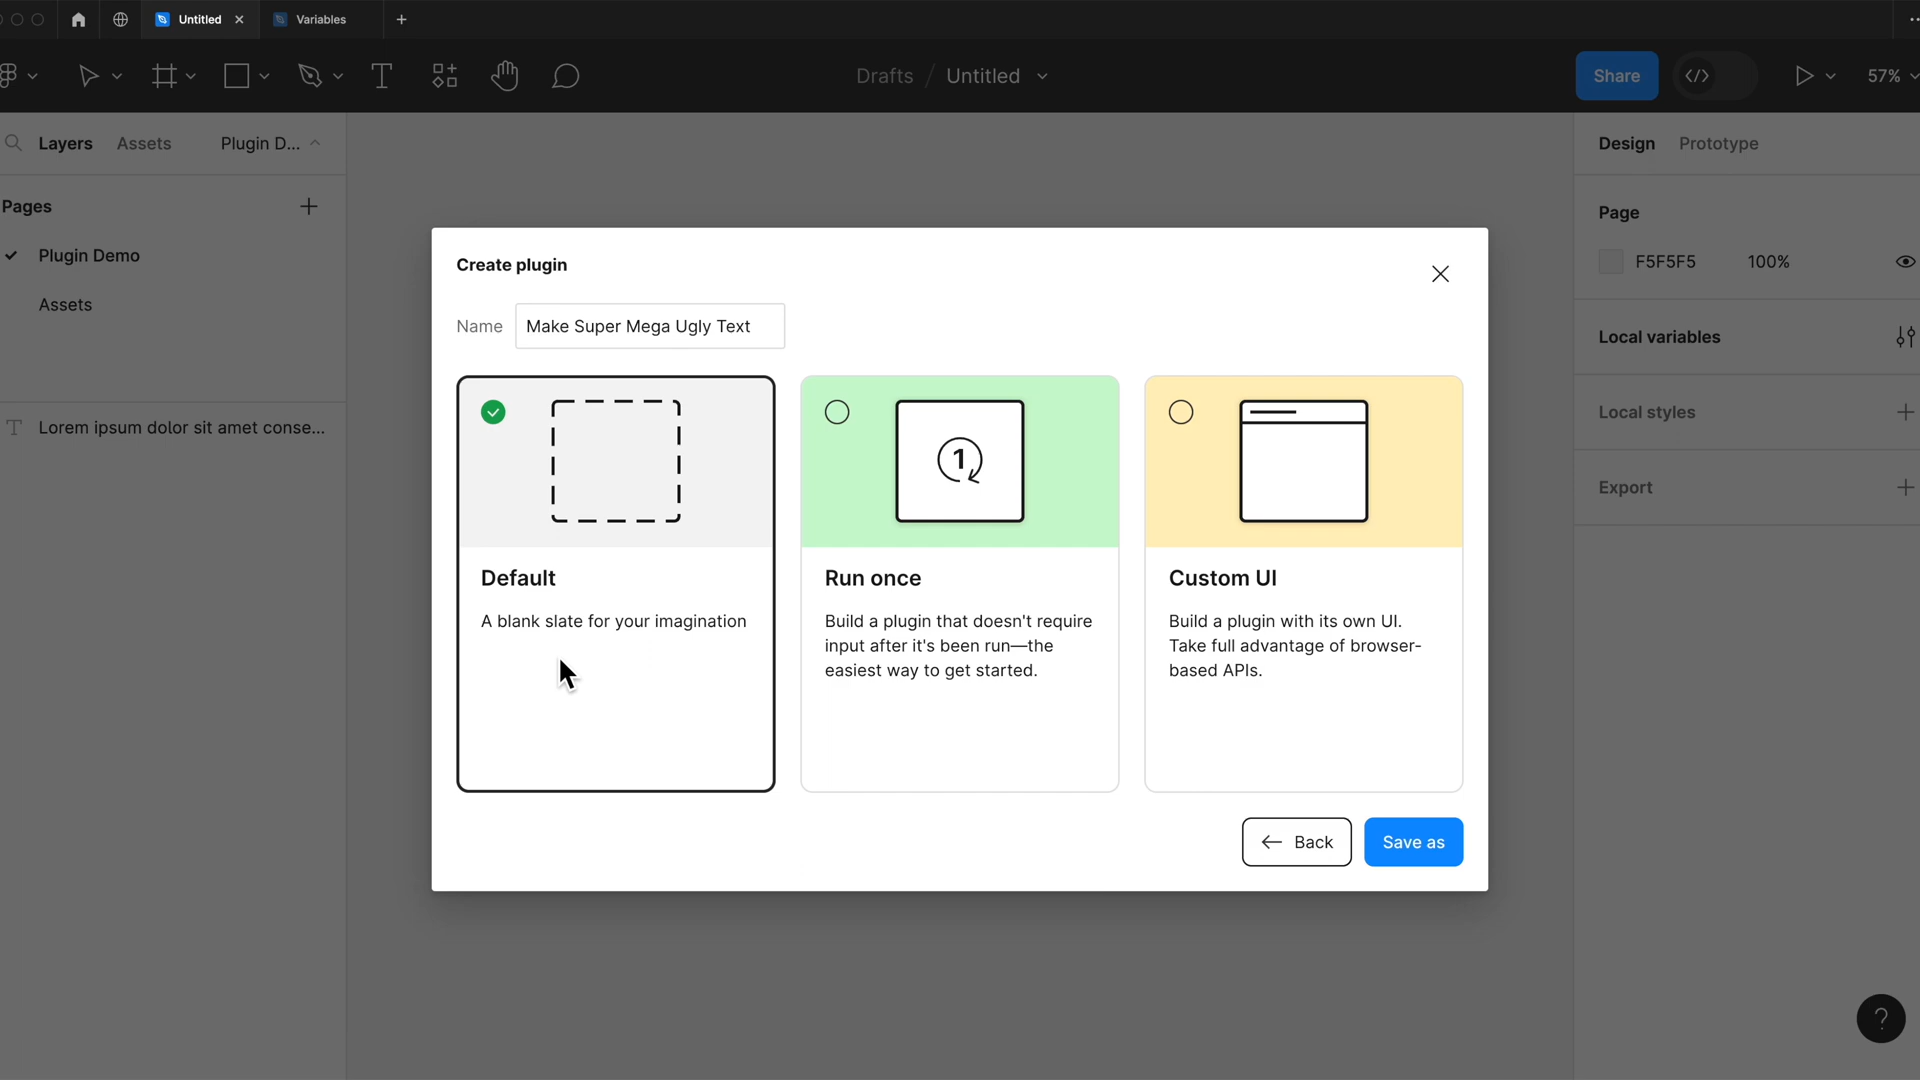 Untitled
Variables
Drafts / Untitled
Share
57%
Layers
Assets
Plugin D...
Design
Prototype
Pages
Plugin Demo
Assets
Lorem ipsum dolor sit amet conse...
Page
F5F5F5
100%
Local variables
Local styles
Export
Create plugin
Name
Make Super Mega Ugly Text
1
Default
A blank slate for your imagination
Run once
Build a plugin that doesn't require
input after it's been run—the
easiest way to get started.
Custom UI
Build a plugin with its own UI.
Take full advantage of browser-
based APIs.
Back
Save as
?